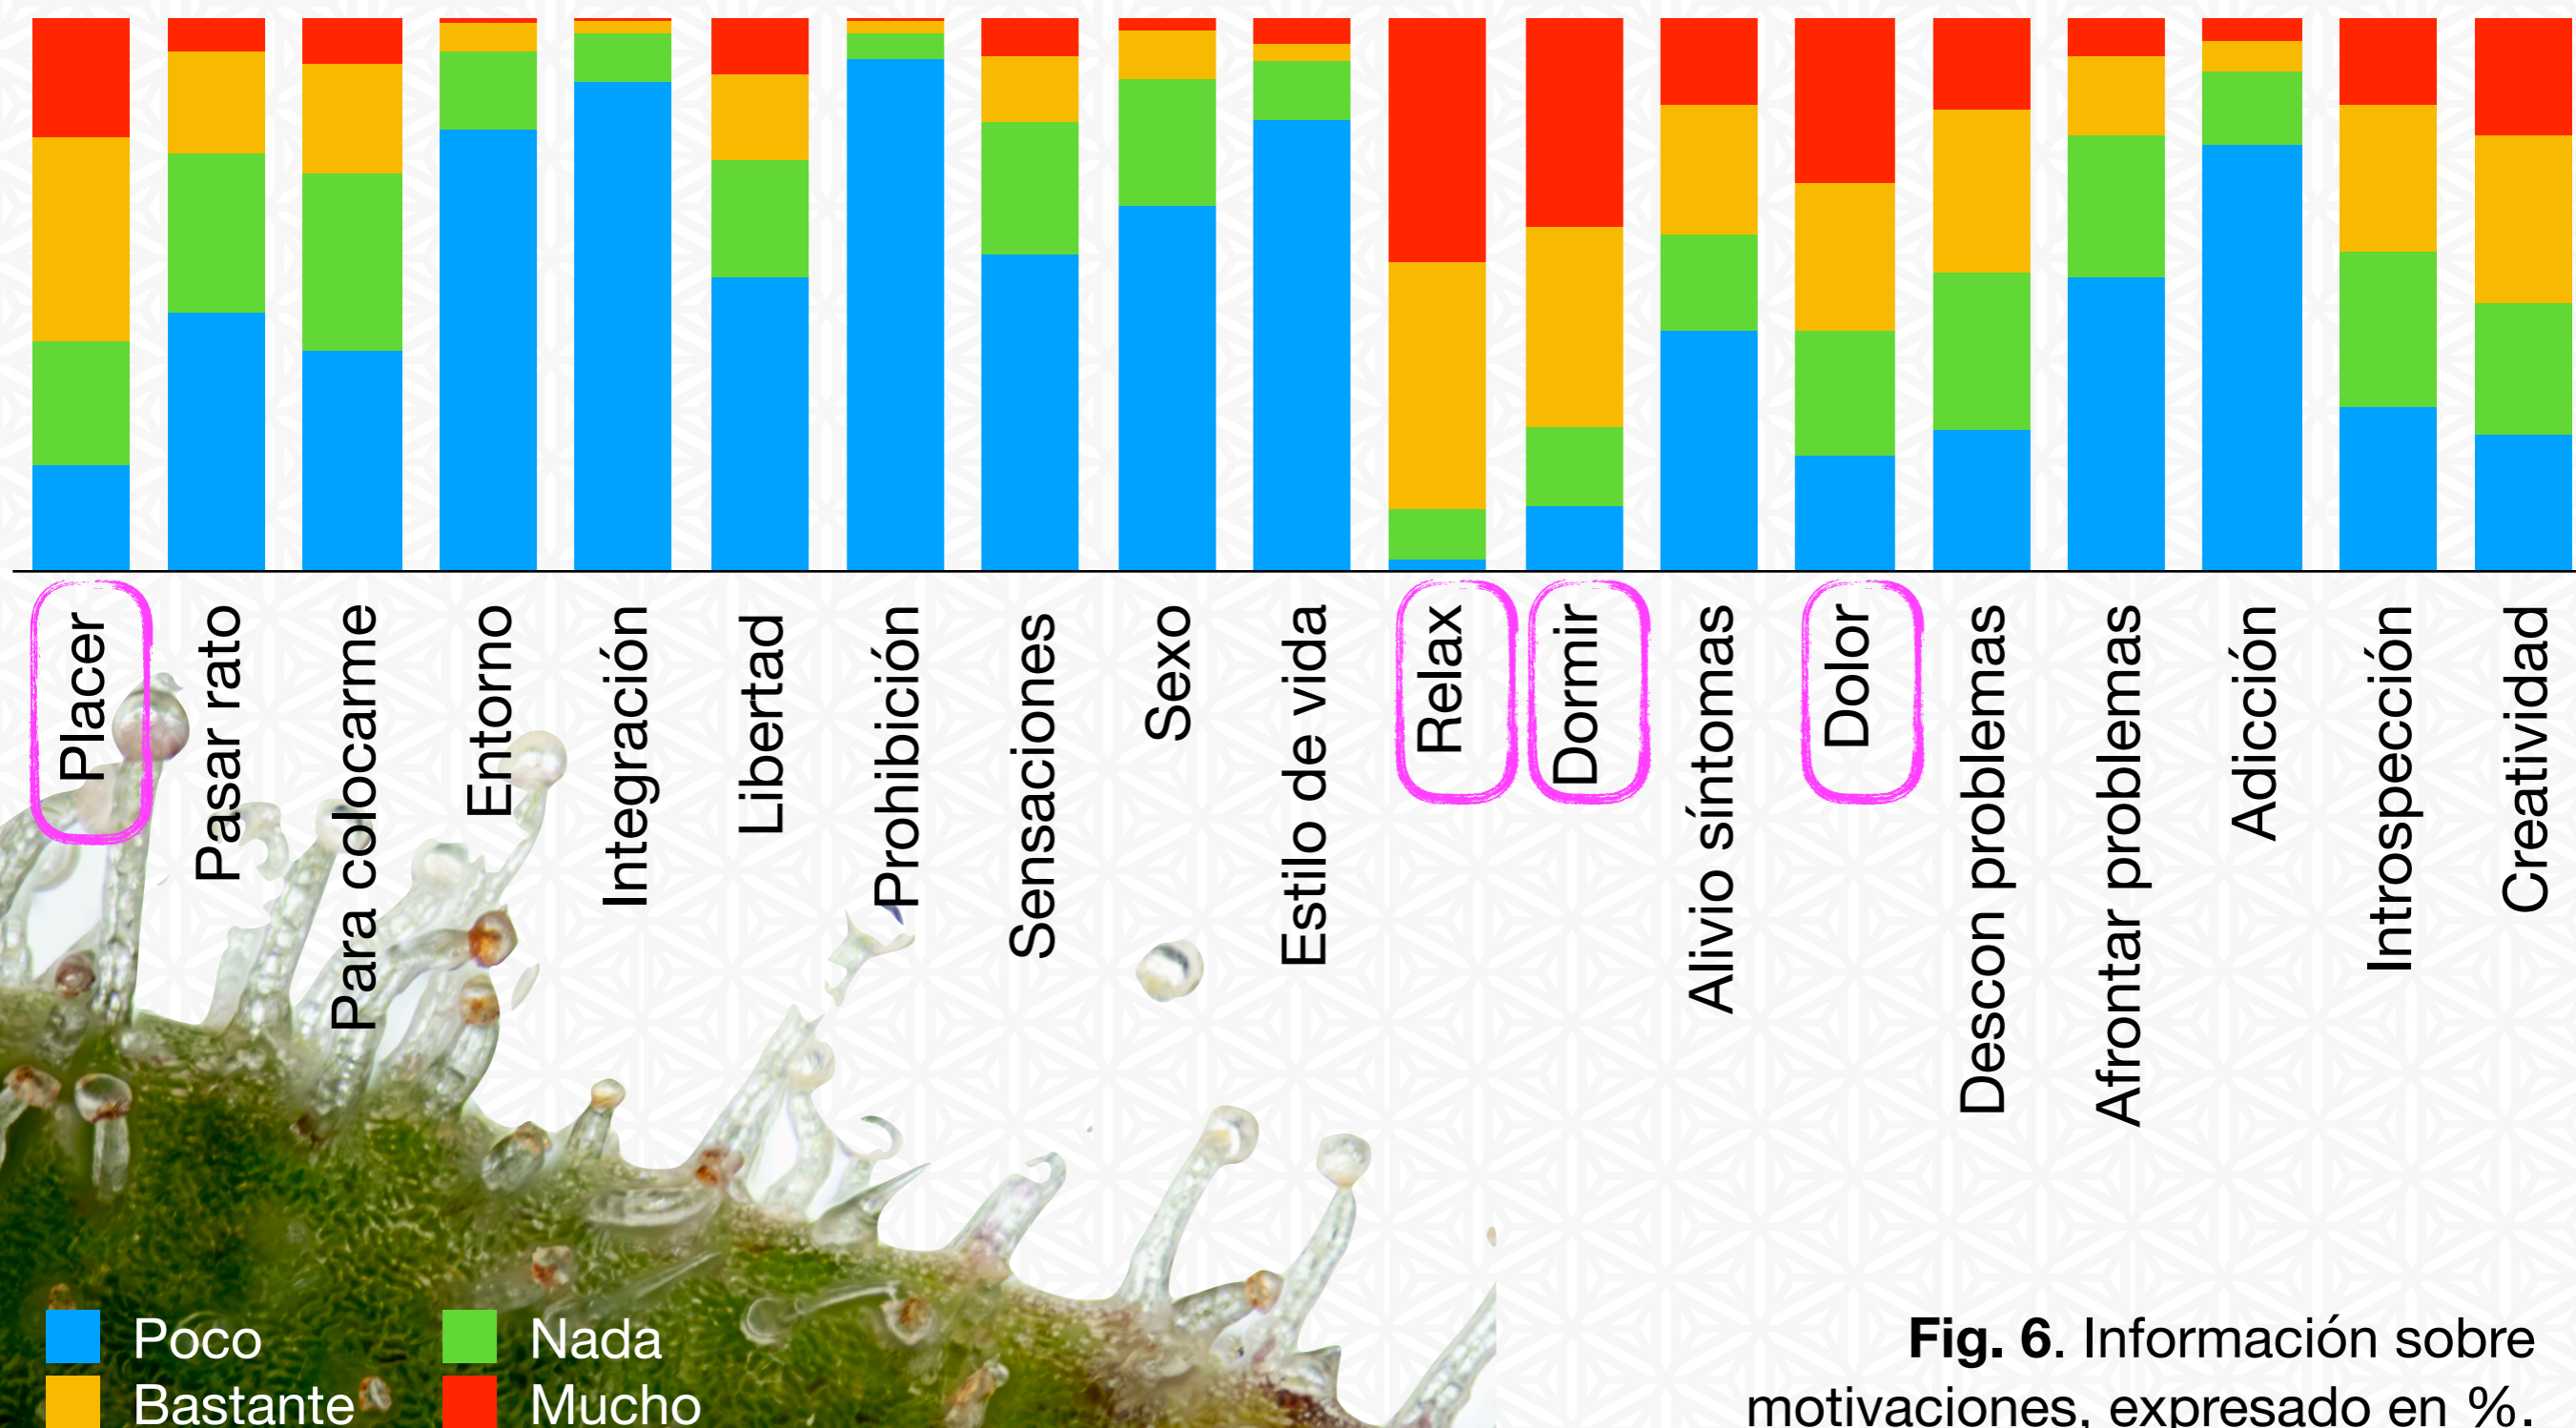 Placer
Pasar rato
Para colocarme
Entorno
Integración
Libertad
Prohibición
Sensaciones
Sexo
Estilo de vida
Relax
Dormir
Alivio síntomas
Dolor
Descon problemas
Afrontar problemas
Adicción
Introspección
Creatividad
Poco
Nada
Bastante
Mucho
Fig. 6. Información sobre
motivaciones, expresado en %.